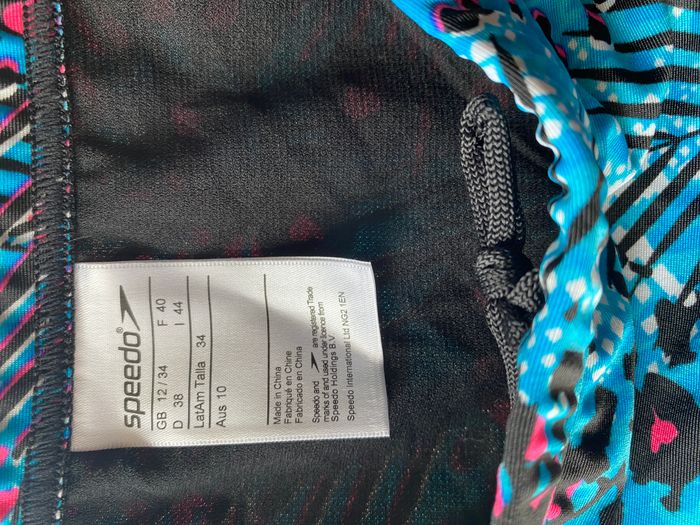 speedo®
GB 12 / 34 F 40
D 38 I 44
LatAm Talla 34
Aus 10
Made in China
Fabriqué en Chine
Fabricado en China
Speedo and are registered Trade
marks of and used under licence from
Speedo Holdings B.V.
Speedo International Ltd NG2 1EN